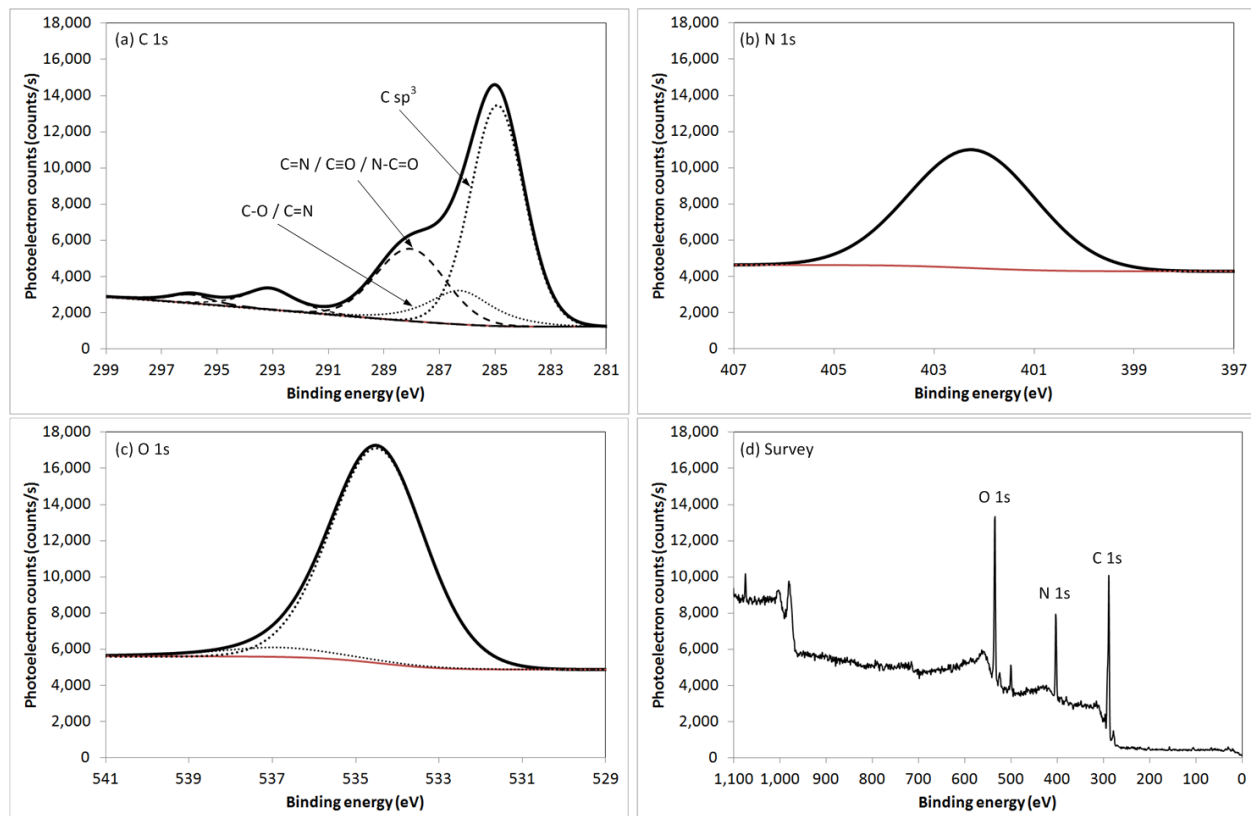 (a) C 1s
Photoelectron counts (counts/s)
18,000
16,000
14,000
12,000
10,000
8,000
6,000
4,000
2,000
0
C sp³
C=N / C≡O / N-C=O
C-O / C=N
299 297 295 293 291 289 287 285 283 281
Binding energy (eV)
(b) N 1s
Photoelectron counts (counts/s)
18,000
16,000
14,000
12,000
10,000
8,000
6,000
4,000
2,000
0
407 405 403 401 399 397
Binding energy (eV)
(c) O 1s
Photoelectron counts (counts/s)
18,000
16,000
14,000
12,000
10,000
8,000
6,000
4,000
2,000
0
541 539 537 535 533 531 529
Binding energy (eV)
(d) Survey
Photoelectron counts (counts/s)
18,000
16,000
14,000
12,000
10,000
8,000
6,000
4,000
2,000
0
O 1s
N 1s
C 1s
1,100 1,000 900 800 700 600 500 400 300 200 100 0
Binding energy (eV)